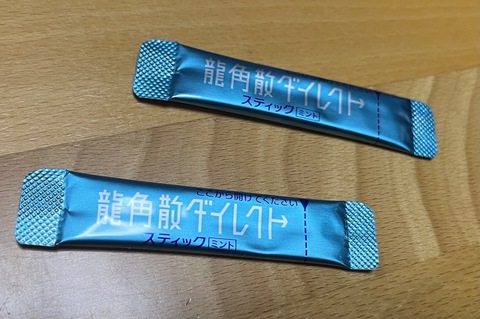 龍角散ダイレクト
スティック ミント
ここから開けてください
龍角散ダイレクト
スティック ミント